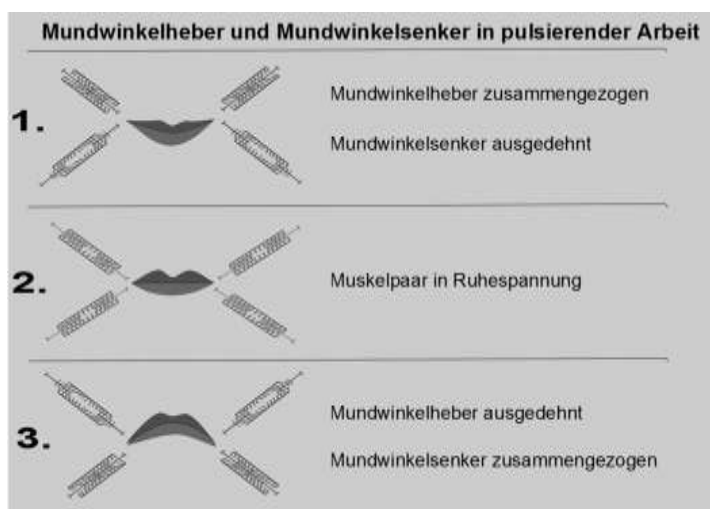 Mundwinkelheber und Mundwinkelsenker in pulsierender Arbeit
1.
Mundwinkelheber zusammengezogen
Mundwinkelsenker ausgedehnt
2.
Muskelpaar in Ruhespannung
3.
Mundwinkelheber ausgedehnt
Mundwinkelsenker zusammengezogen